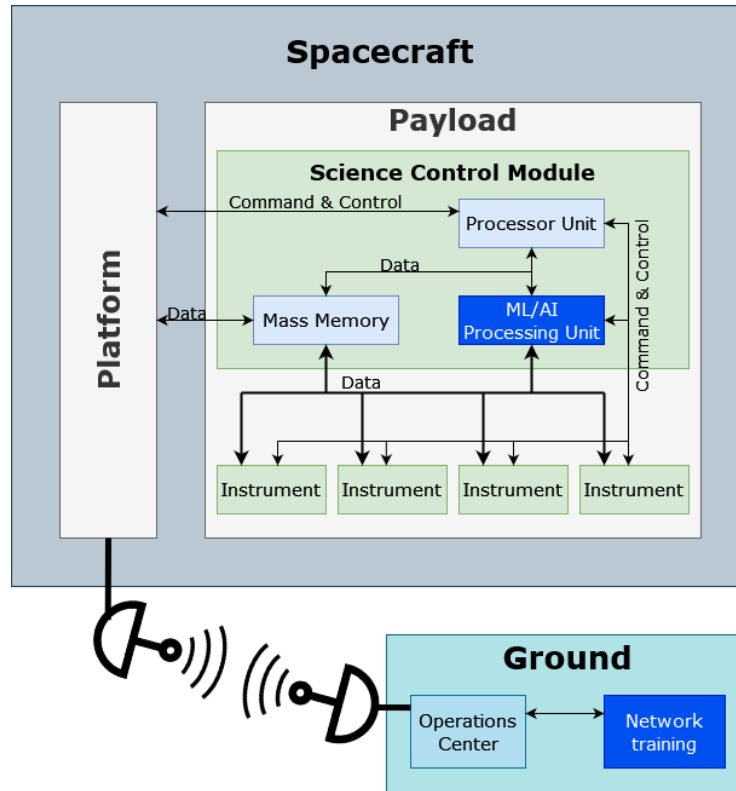 Spacecraft
Payload
Science Control Module
Command & Control
Processor Unit
Data
Command & Control
Platform
Data
Mass Memory
ML/AI
Processing Unit
Data
Instrument
Instrument
Instrument
Instrument
Ground
Operations
Center
Network
training